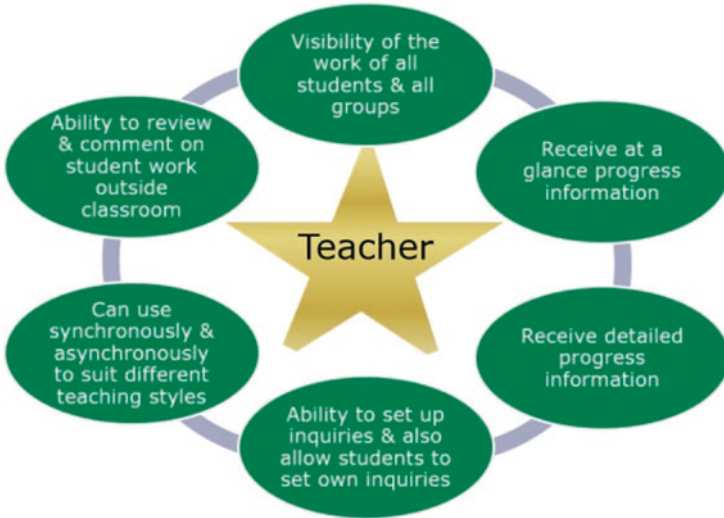 Visibility of the
work of all
students & all
groups
Receive at a
glance progress
information
Receive detailed
progress
information
Ability to set up
inquiries & also
allow students to
set own inquiries
Can use
synchronously &
asynchronously
to suit different
teaching styles
Ability to review
& comment on
student work
outside
classroom
Teacher